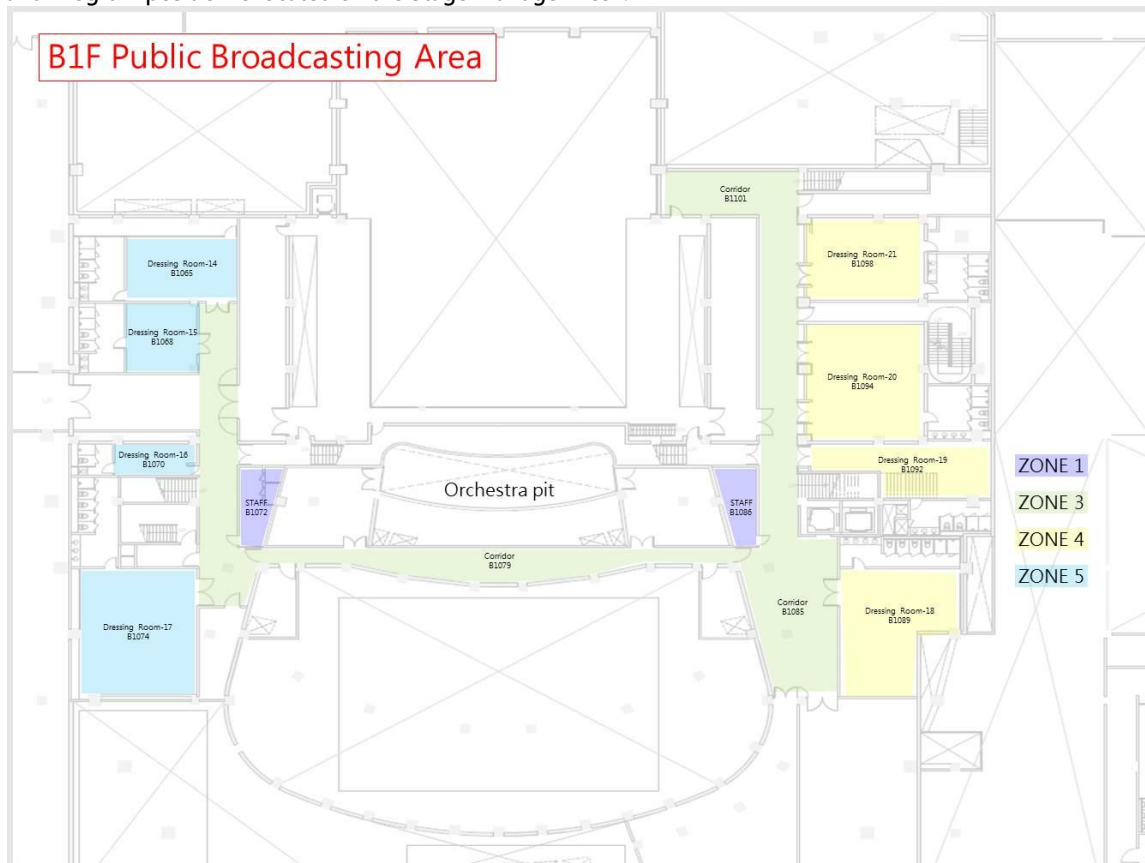 B1F Public Broadcasting Area
Corridor
B1101
Dressing Room-14
B1065
Dressing Room-21
B1098
Dressing Room-15
B1068
Dressing Room-20
B1094
Dressing Room-16
B1070
Dressing Room-19
B1092
ZONE 1
STAFF
B1072
Orchestra pit
STAFF
B1086
ZONE 3
ZONE 4
Corridor
B1079
ZONE 5
Corridor
B1085
Dressing Room-18
B1089
Dressing Room-17
B1074